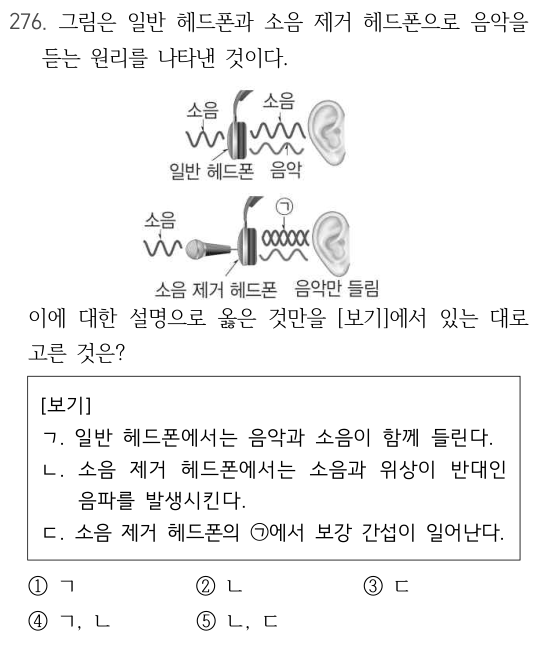 276. 그림은 일반 헤드폰과 소음 제거 헤드폰으로 음악을
듣는 원리를 나타낸 것이다.
소음
소음
일반 헤드폰
음악
소음
㉠
소음 제거 헤드폰
음악만 들림
이에 대한 설명으로 옳은 것만을 [보기]에서 있는 대로
고른 것은?
[보기]
ㄱ. 일반 헤드폰에서는 음악과 소음이 함께 들린다.
ㄴ. 소음 제거 헤드폰에서는 소음과 위상이 반대인
음파를 발생시킨다.
ㄷ. 소음 제거 헤드폰의 ㉠에서 보강 간섭이 일어난다.
① ㄱ ② ㄴ ③ ㄷ
④ ㄱ, ㄴ ⑤ ㄴ, ㄷ